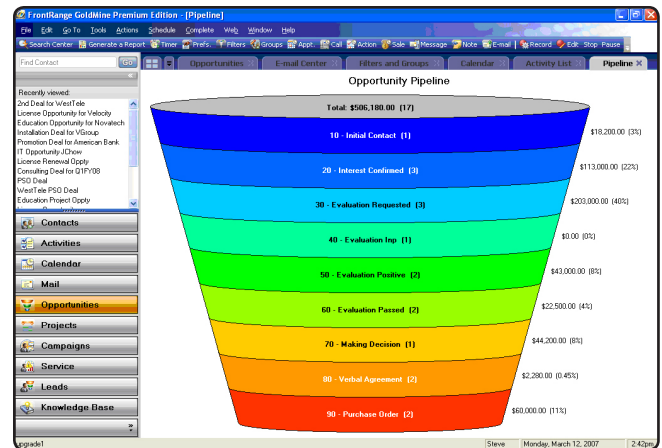 FrontRange GoldMine Premium Edition - [Pipeline]
File Edit Go To Tools Actions Schedule Complete Web Window Help
Search Center Generate a Report Timer Prefs. Filters Groups Appt. Call Action Sale Message Note E-mail Record Edit Stop Pause
Find Contact Go Opportunities E-mail Center Filters and Groups Calendar Activity List Pipeline
Opportunity Pipeline
Recently viewed:
2nd Deal for WestTele
License Opportunity for Velocity
Education Opportunity for Novatech
Installation Deal for VGroup
Promotion Deal for American Bank
IT Opportunity-JChow
License Renewal Oppty
Consulting Deal for Q1FY08
PSO Deal
WestTele PSO Deal
Education Project Oppty
Contacts
Activities
Calendar
Mail
Opportunities
Projects
Campaigns
Service
Leads
Knowledge Base
Total: $506,180.00 (17)
10 - Initial Contact (1) $18,200.00 (3%)
20 - Interest Confirmed (3) $113,000.00 (22%)
30 - Evaluation Requested (3) $203,000.00 (40%)
40 - Evaluation Inp (1) $0.00 (0%)
50 - Evaluation Positive (2) $43,000.00 (8%)
60 - Evaluation Passed (2) $22,500.00 (4%)
70 - Making Decision (1) $44,200.00 (8%)
80 - Verbal Agreement (2) $2,280.00 (0.45%)
90 - Purchase Order (2) $60,000.00 (11%)
upgrade1 Steve Monday, March 12, 2007 2:42pm